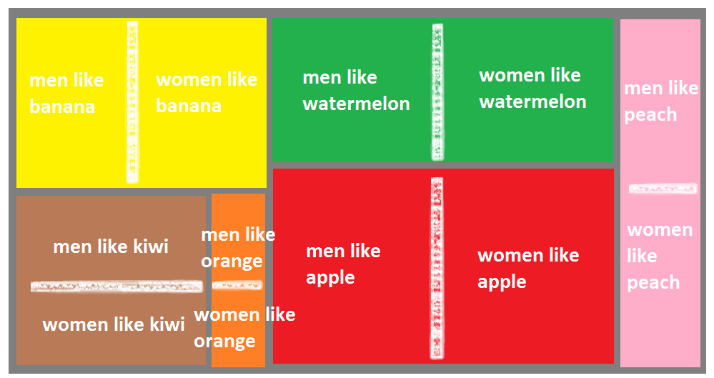 men like
banana
women like
banana
men like
watermelon
women like
watermelon
men like
peach
women
like
peach
men like kiwi
women like kiwi
men like
orange
women like
orange
men like
apple
women like
apple